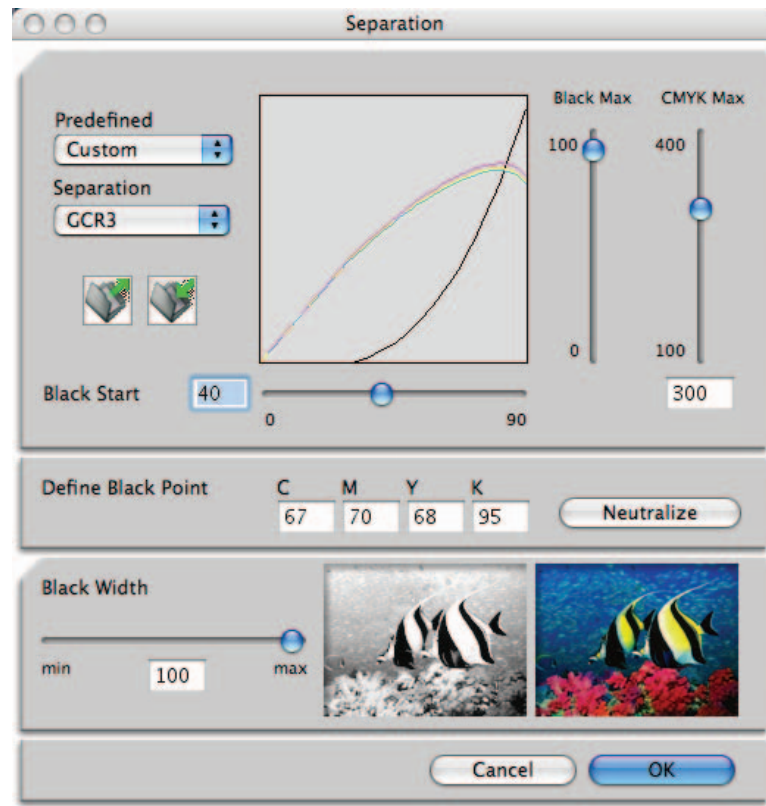 Separation
Predefined
Custom
Separation
GCR3
Black Max
CMYK Max
100
400
0
100
300
Black Start
40
0
90
Define Black Point
C M Y K
67 70 68 95
Neutralize
Black Width
min
100
max
Cancel
OK